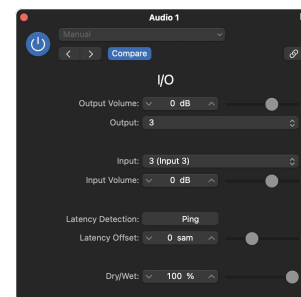 Audio 1
Manual
Compare
I/O
Output Volume: 0 dB
Output: 3
Input: 3 (Input 3)
Input Volume: 0 dB
Latency Detection: Ping
Latency Offset: 0 sam
Dry/Wet: 100 %